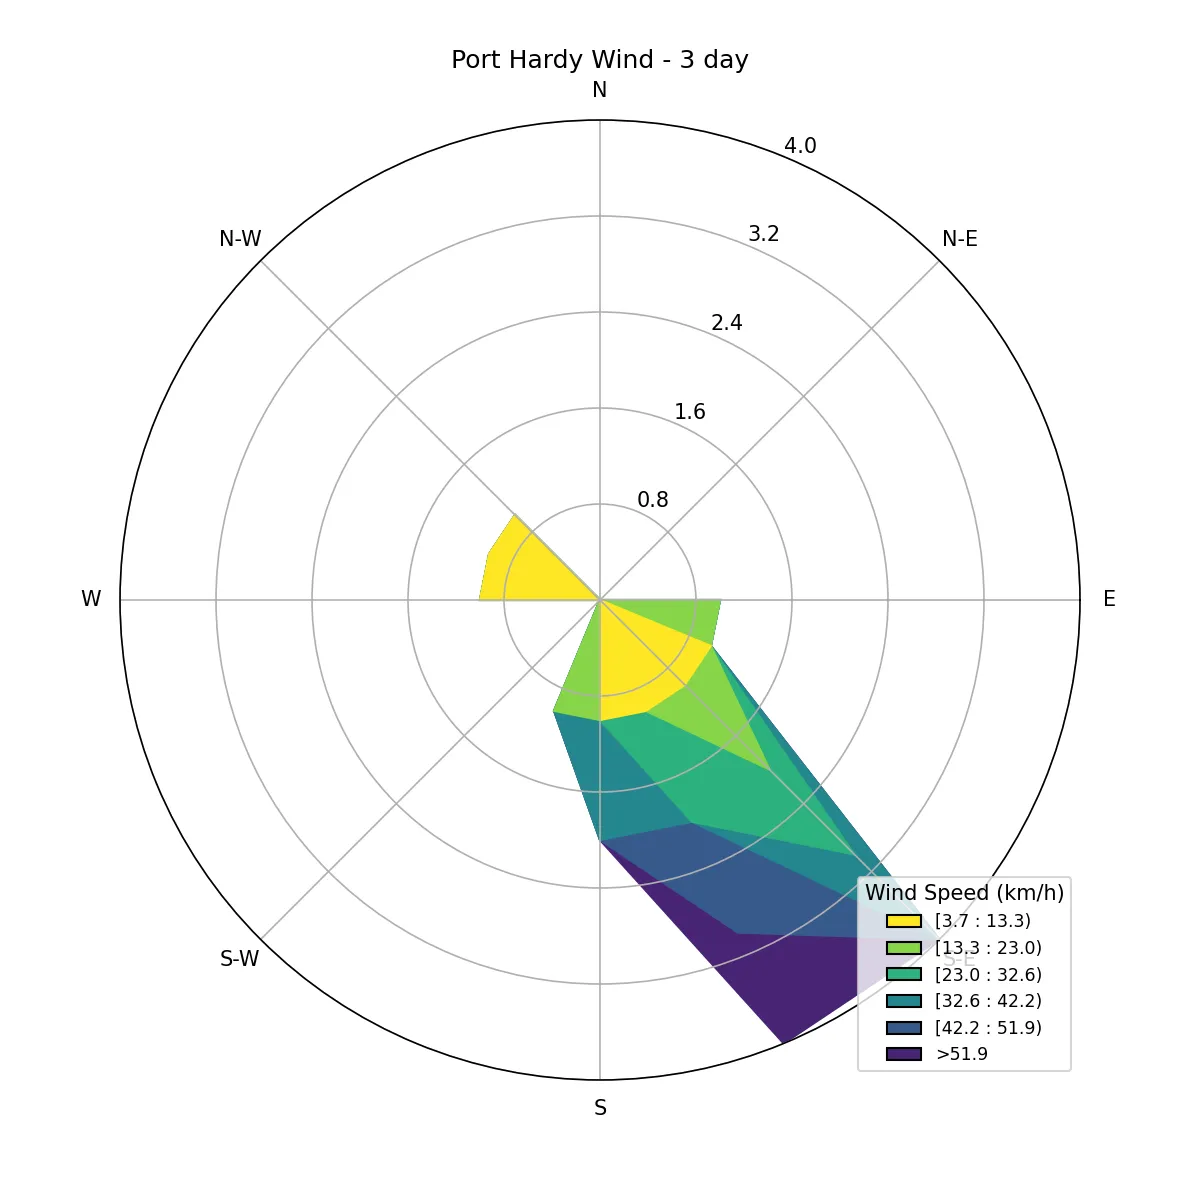 Port Hardy Wind - 3 day
N
4.0
N-W
N-E
3.2
2.4
1.6
0.8
W
E
S-W
S-E
Wind Speed (km/h)
[3.7 : 13.3)
[13.3 : 23.0)
[23.0 : 32.6)
[32.6 : 42.2)
[42.2 : 51.9)
>51.9
S